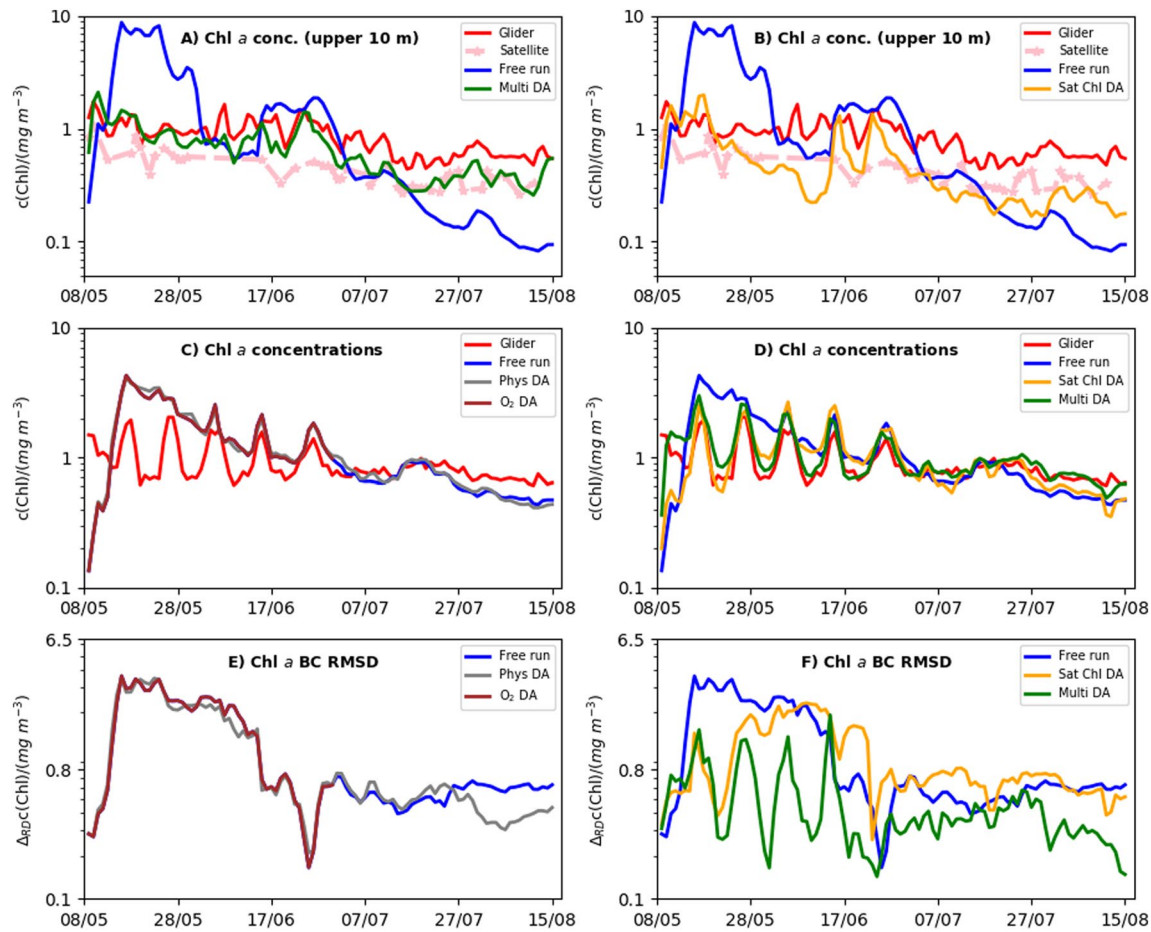 A) Chl a conc. (upper 10 m)
Glider
Satellite
Free run
Multi DA
c(Chl)/(mg m⁻³)
10
1
0.1
08/05 28/05 17/06 07/07 27/07 15/08
B) Chl a conc. (upper 10 m)
Glider
Satellite
Free run
Sat Chl DA
c(Chl)/(mg m⁻³)
10
1
0.1
08/05 28/05 17/06 07/07 27/07 15/08
C) Chl a concentrations
Glider
Free run
Phys DA
O₂ DA
c(Chl)/(mg m⁻³)
10
1
0.1
08/05 28/05 17/06 07/07 27/07 15/08
D) Chl a concentrations
Glider
Free run
Sat Chl DA
Multi DA
c(Chl)/(mg m⁻³)
10
1
0.1
08/05 28/05 17/06 07/07 27/07 15/08
E) Chl a BC RMSD
Free run
Phys DA
O₂ DA
Δ_RD c(Chl)/(mg m⁻³)
6.5
0.8
0.1
08/05 28/05 17/06 07/07 27/07 15/08
F) Chl a BC RMSD
Free run
Sat Chl DA
Multi DA
Δ_RD c(Chl)/(mg m⁻³)
6.5
0.8
0.1
08/05 28/05 17/06 07/07 27/07 15/08